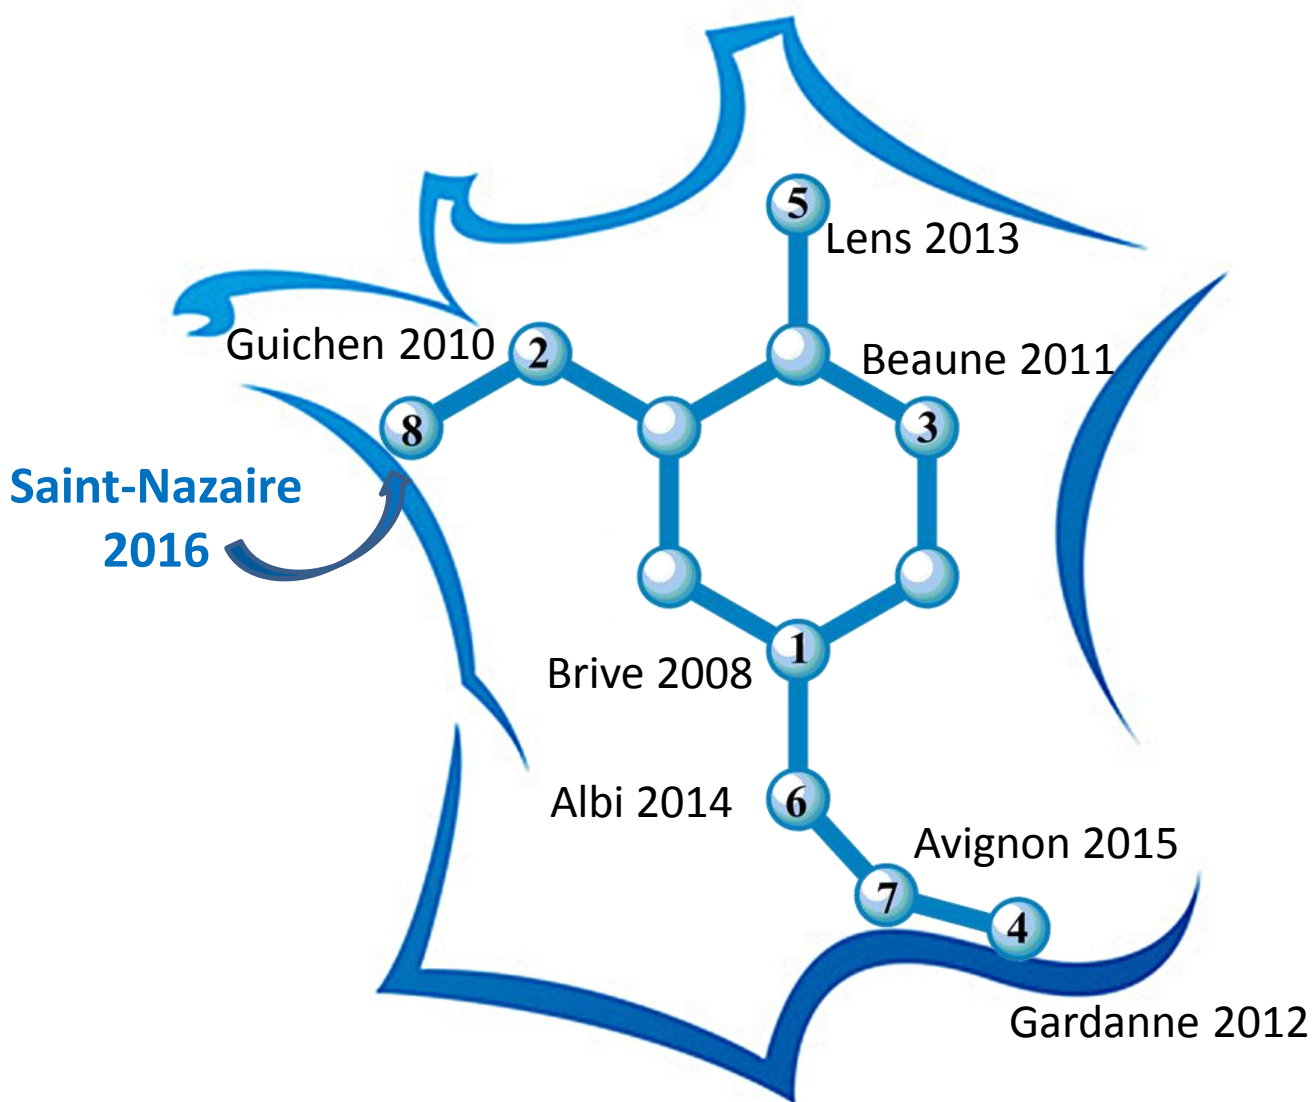 5
Lens 2013
Guichen 2010
2
Beaune 2011
8
3
Saint-Nazaire
2016
1
Brive 2008
Albi 2014
6
Avignon 2015
7
4
Gardanne 2012